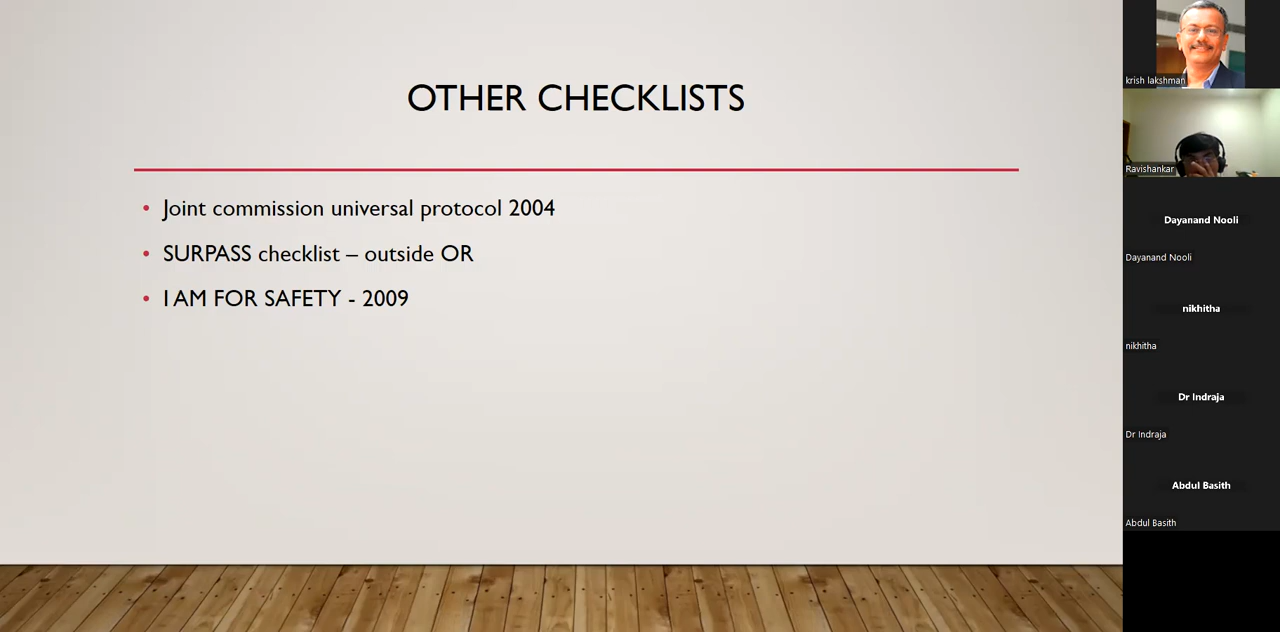 OTHER CHECKLISTS
• Joint commission universal protocol 2004
• SURPASS checklist – outside OR
• I AM FOR SAFETY - 2009
krish lakshman
Ravishankar
Dayanand Nooli
Dayanand Nooli
nikhitha
nikhitha
Dr Indraja
Dr Indraja
Abdul Basith
Abdul Basith